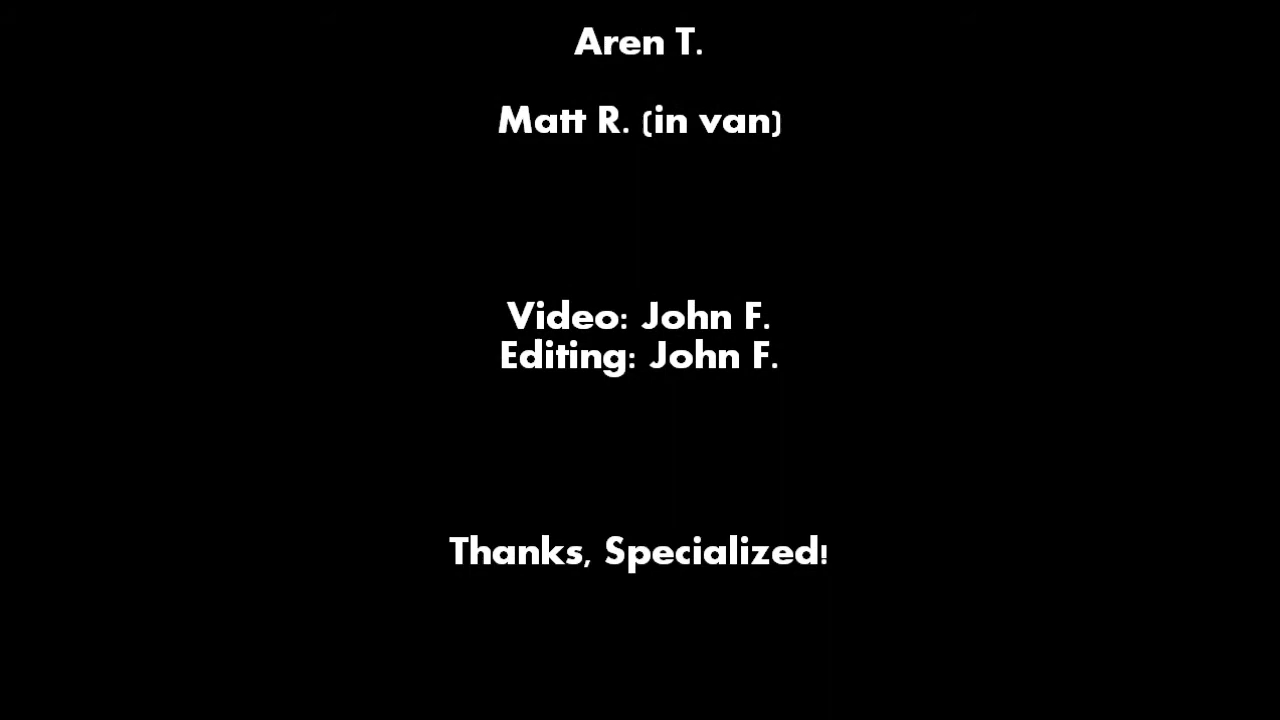 Aren T.
Matt R. (in van)
Video: John F.
Editing: John F.
Thanks, Specialized!